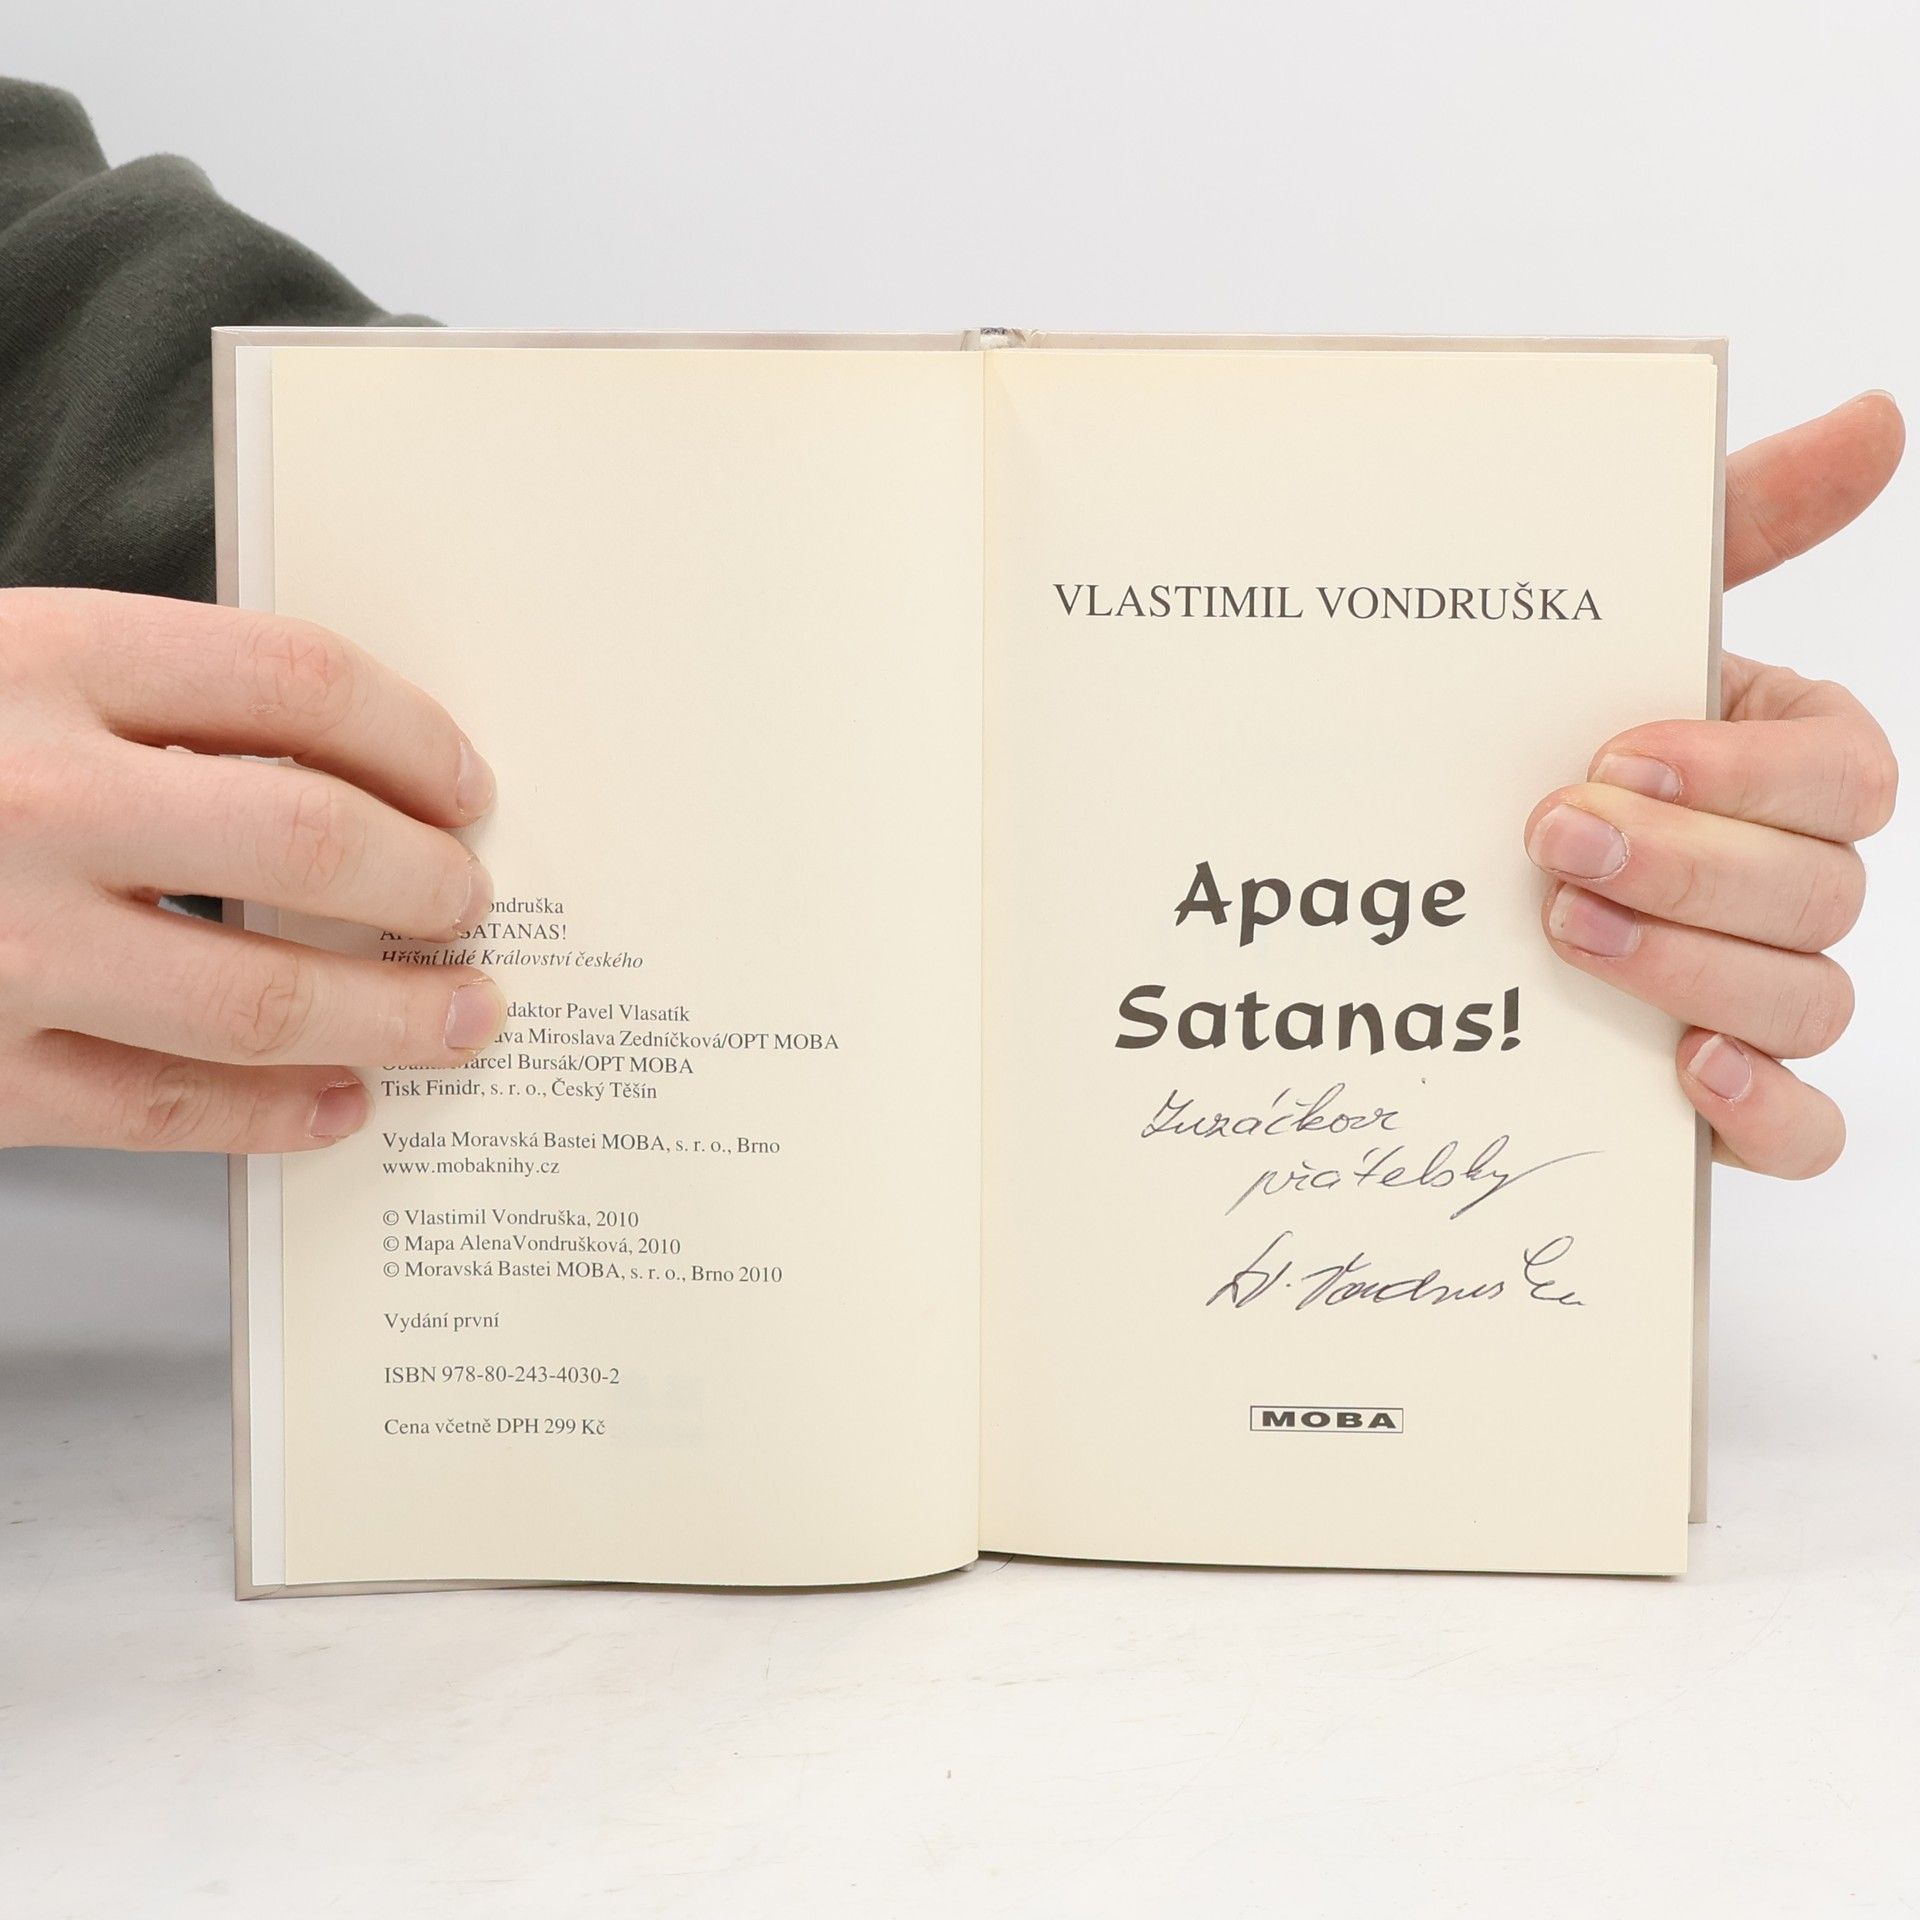 ondruška
SATANAS!
Hříšní lidé Království českého
daktor Pavel Vlasatík
Miroslava Zedníčková/OPT MOBA
Marcel Bursák/OPT MOBA
Tisk Finidr, s. r. o., Český Těšín
Vydala Moravská Bastei MOBA, s. r. o., Brno
www.mobaknihy.cz
© Vlastimil Vondruška, 2010
© Mapa AlenaVondrušková, 2010
© Moravská Bastei MOBA, s. r. o., Brno 2010
Vydání první
ISBN 978-80-243-4030-2
Cena včetně DPH 299 Kč
VLASTIMIL VONDRUŠKA
Apage
Satanas!
přátelsky
Vondruška
MOBA